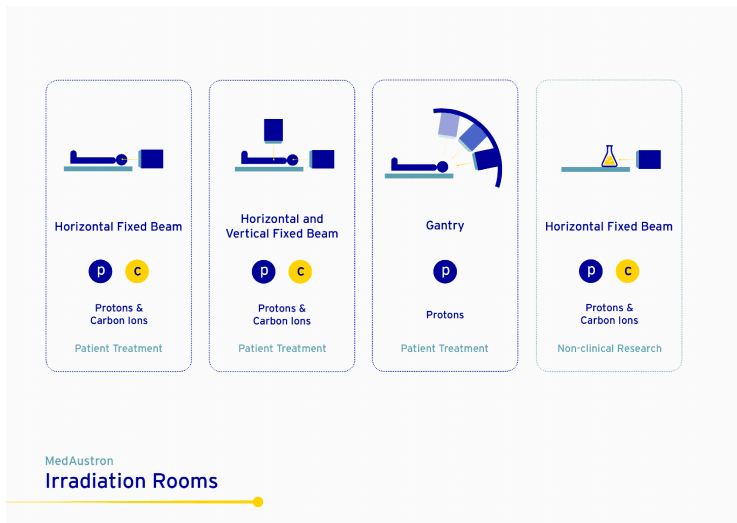 Horizontal Fixed Beam
p c
Protons &
Carbon Ions
Patient Treatment
Horizontal and
Vertical Fixed Beam
p c
Protons &
Carbon Ions
Patient Treatment
Gantry
p
Protons
Patient Treatment
Horizontal Fixed Beam
p c
Protons &
Carbon Ions
Non-clinical Research
MedAustron
Irradiation Rooms